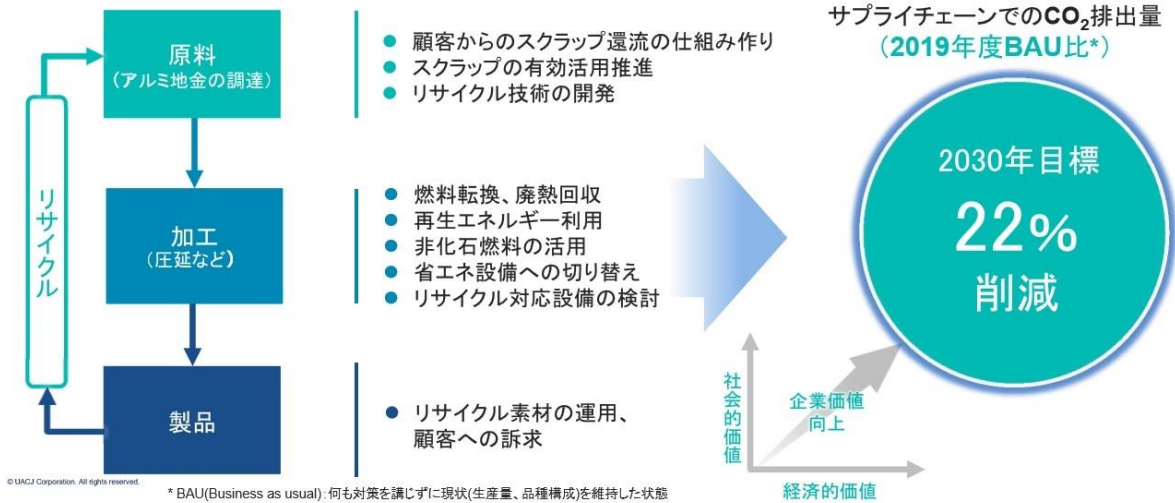 原料
(アルミ地金の調達)
● 顧客からのスクラップ還流の仕組み作り
● スクラップの有効活用推進
● リサイクル技術の開発
リサイクル
加工
(圧延など)
● 燃料転換、廃熱回収
● 再生エネルギー利用
● 非化石燃料の活用
● 省エネ設備への切り替え
● リサイクル対応設備の検討
製品
● リサイクル素材の運用、
顧客への訴求
サプライチェーンでのCO₂排出量
(2019年度BAU比*)
2030年目標
22%
削減
社会的価値
企業価値
向上
経済的価値
© UACJ Corporation. All rights reserved.
* BAU(Business as usual):何も対策を講じずに現状(生産量、品種構成)を維持した状態